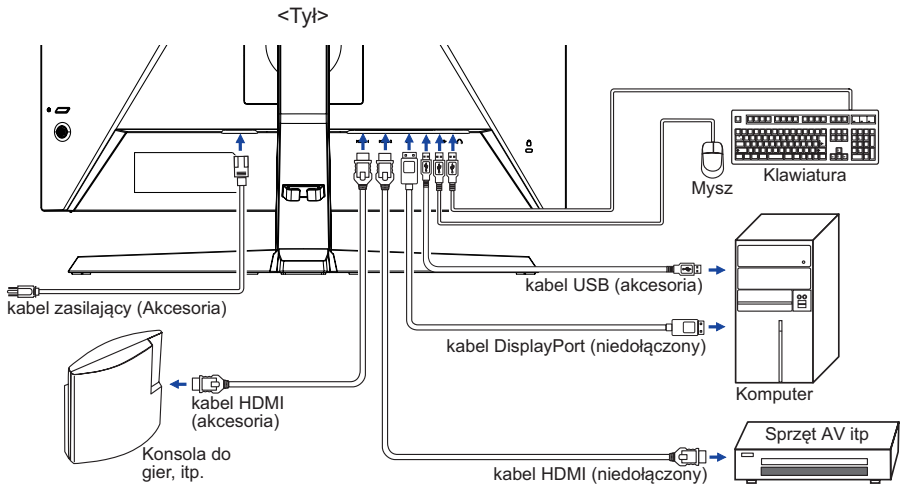 <Tył>
Mysz
Klawiatura
kabel USB (akcesoria)
kabel zasilający (Akcesoria)
kabel DisplayPort (niedołączony)
Komputer
kabel HDMI
(akcesoria)
Sprzęt AV itp
Konsola do
gier, itp.
kabel HDMI (niedołączony)